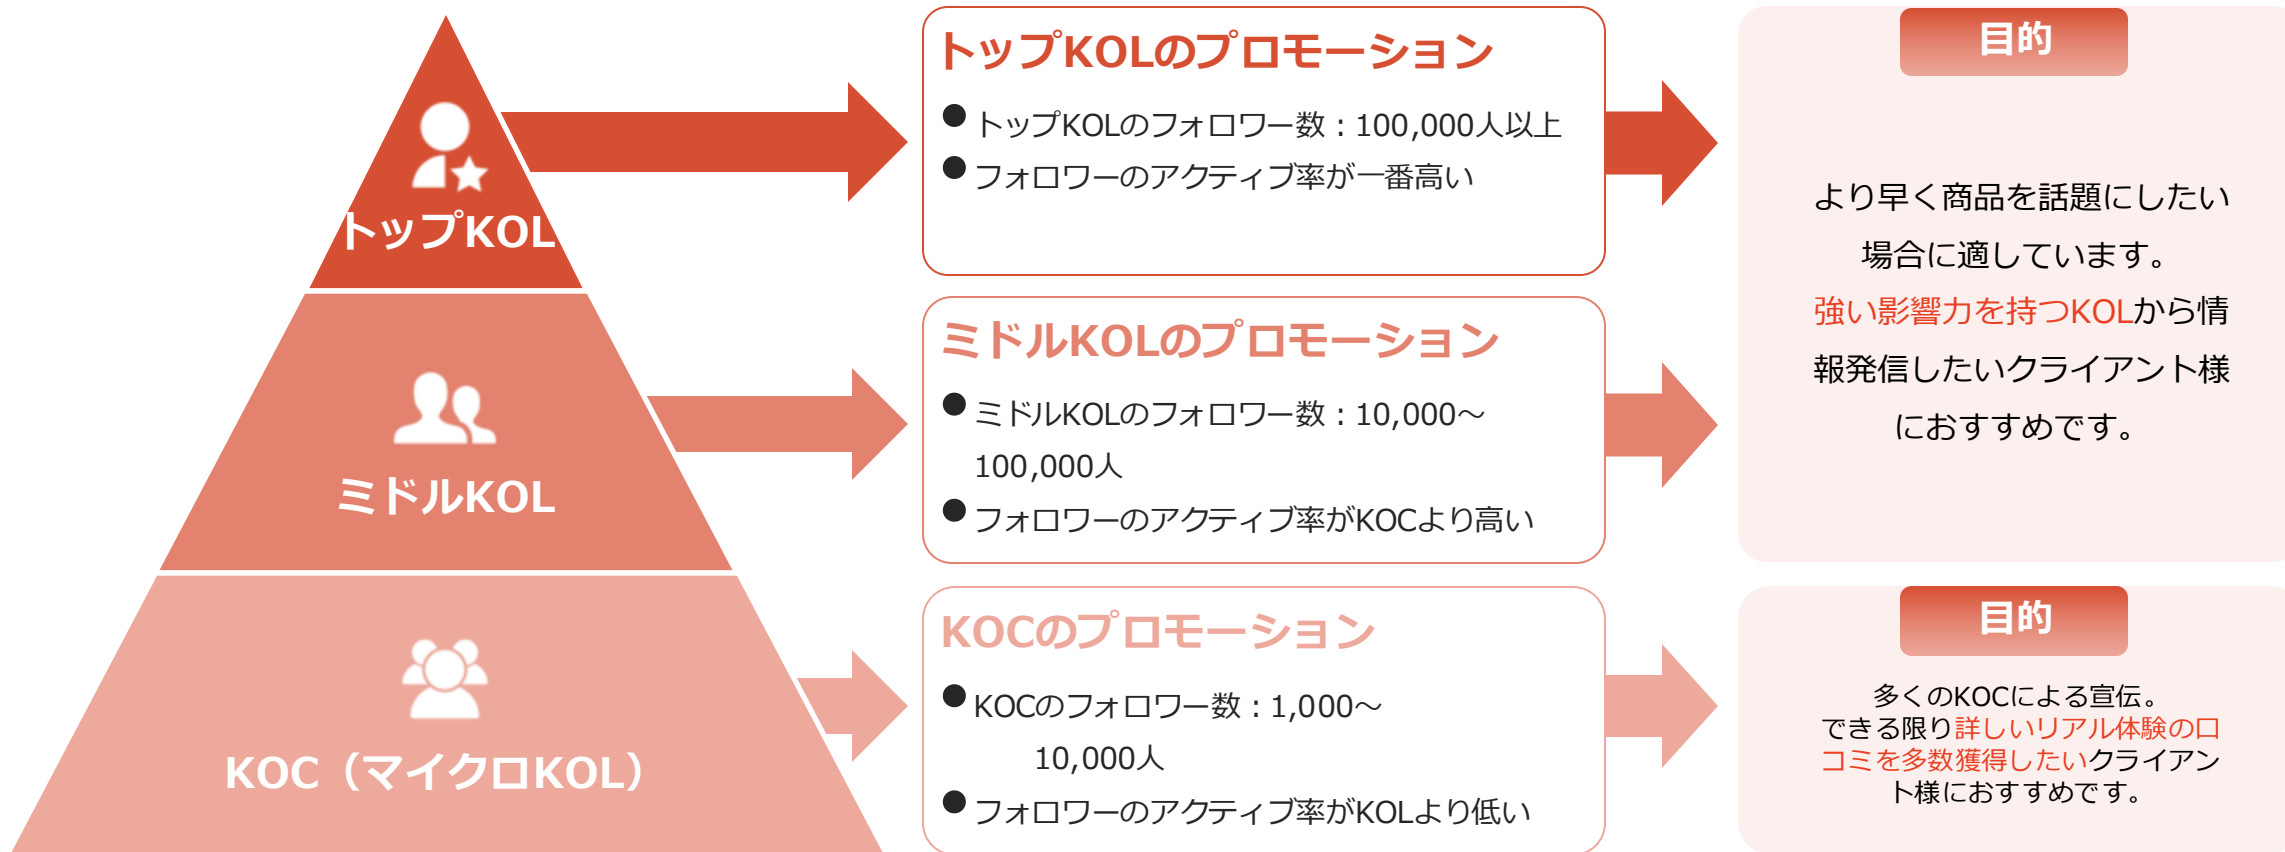 トップKOL
ミドルKOL
KOC（マイクロKOL）
トップKOLのプロモーション
● トップKOLのフォロワー数：100,000人以上
● フォロワーのアクティブ率が一番高い
ミドルKOLのプロモーション
● ミドルKOLのフォロワー数：10,000～
100,000人
● フォロワーのアクティブ率がKOCより高い
KOCのプロモーション
● KOCのフォロワー数：1,000～
10,000人
● フォロワーのアクティブ率がKOLより低い
目的
より早く商品を話題にしたい
場合に適しています。
強い影響力を持つKOLから情
報発信したいクライアント様
におすすめです。
目的
多くのKOCによる宣伝。
できる限り詳しいリアル体験の口
コミを多数獲得したいクライアン
ト様におすすめです。